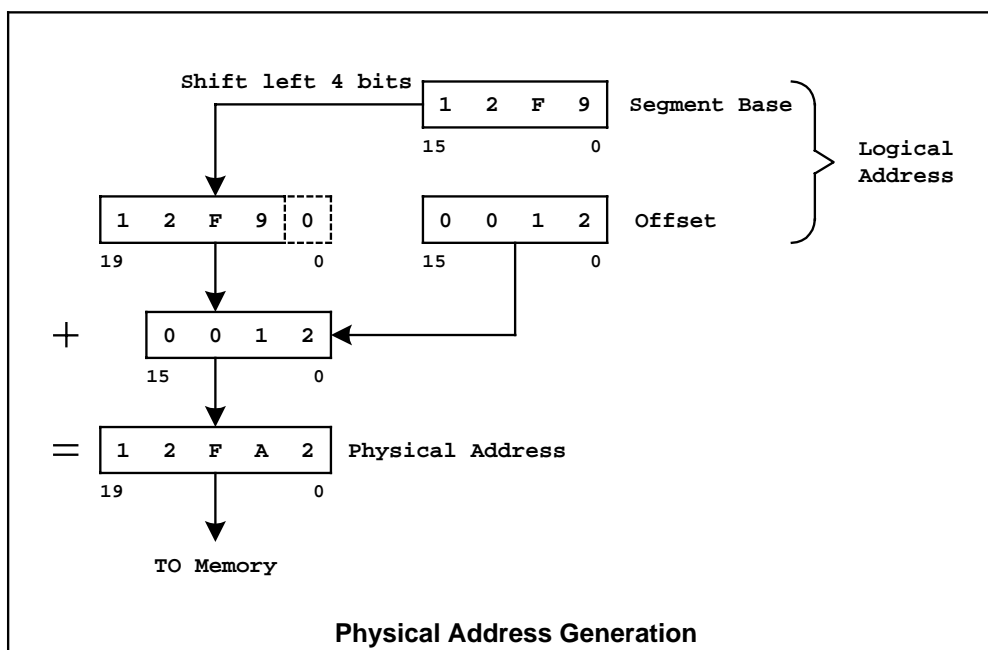 Shift left 4 bits
1 2 F 9 Segment Base
15 0
Logical
Address
1 2 F 9 0
0 0 1 2 Offset
19 0
15 0
+ 0 0 1 2
15 0
= 1 2 F A 2 Physical Address
19 0
TO Memory
Physical Address Generation